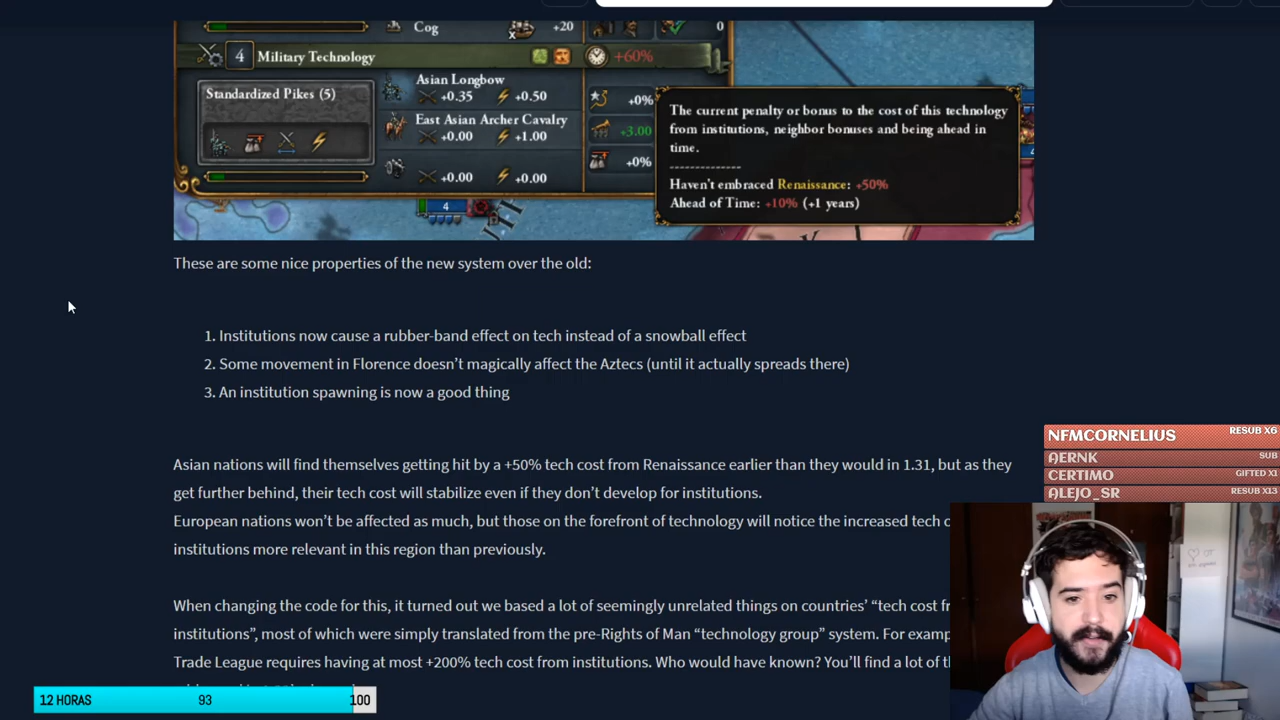 Cog
+20
0
4 Military Technology
+60%
Standardized Pikes (5)
Asian Longbow
+0.35 +0.50
East Asian Archer Cavalry
+0.00 +1.00
+0.00 +0.00
+0%
+3.00
+0%
The current penalty or bonus to the cost of this technology
from institutions, neighbor bonuses and being ahead in
time.
--------------
Haven't embraced Renaissance: +50%
Ahead of Time: +10% (+1 years)
4
These are some nice properties of the new system over the old:
1. Institutions now cause a rubber-band effect on tech instead of a snowball effect
2. Some movement in Florence doesn't magically affect the Aztecs (until it actually spreads there)
3. An institution spawning is now a good thing
Asian nations will find themselves getting hit by a +50% tech cost from Renaissance earlier than they would in 1.31, but as they
get further behind, their tech cost will stabilize even if they don't develop for institutions.
European nations won't be affected as much, but those on the forefront of technology will notice the increased tech
institutions more relevant in this region than previously.
When changing the code for this, it turned out we based a lot of seemingly unrelated things on countries' "tech cost
institutions", most of which were simply translated from the pre-Rights of Man "technology group" system. For
Trade League requires having at most +200% tech cost from institutions. Who would have known? You'll find a lot of
NFMCORNELIUS RESUB X6
AERNK SUB
CERTIMO GIFTED X1
ALEJO_SR RESUB X13
12 HORAS 93 100